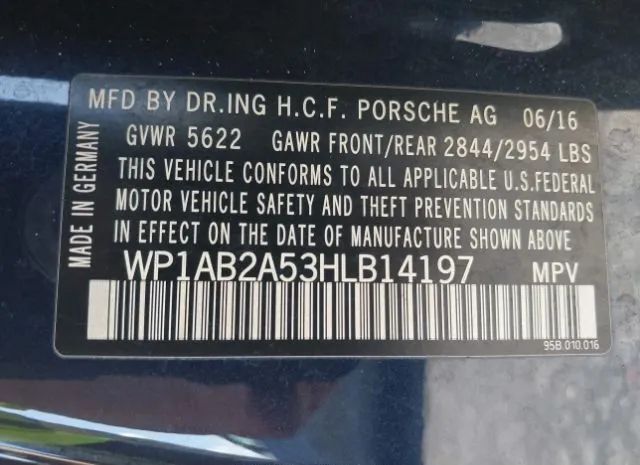 MFD BY DR.ING H.C.F. PORSCHE AG 06/16
GVWR 5622 GAWR FRONT/REAR 2844/2954 LBS
THIS VEHICLE CONFORMS TO ALL APPLICABLE U.S.FEDERAL
MOTOR VEHICLE SAFETY AND THEFT PREVENTION STANDARDS
IN EFFECT ON THE DATE OF MANUFACTURE SHOWN ABOVE
WP1AB2A53HLB14197 MPV
95B.010.016
MADE IN GERMANY